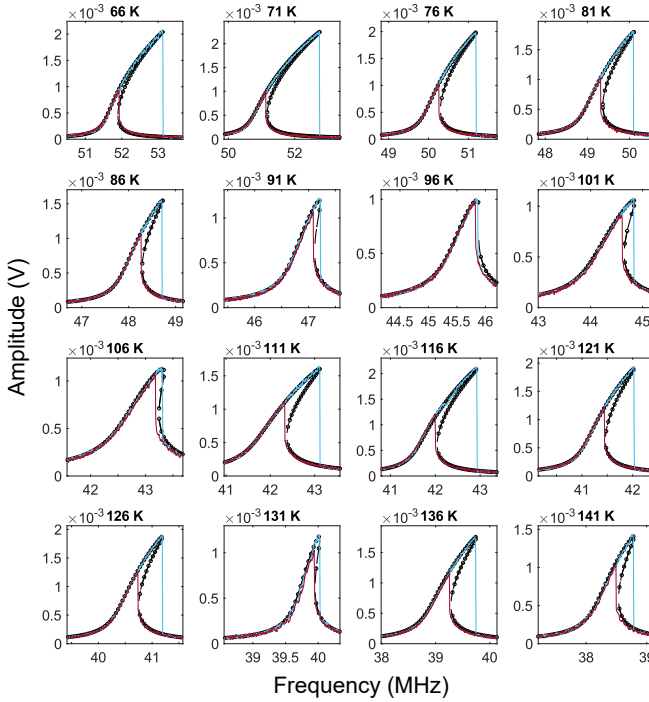 ×10⁻³ 66 K ×10⁻³ 71 K ×10⁻³ 76 K ×10⁻³ 81 K
2 2 2 2
1.5 1.5 1.5 1.5
1 1 1 1
0.5 0.5 0.5 0.5
0 0 0 0
51 52 53 50 52 49 50 51 48 49 50
×10⁻³ 86 K ×10⁻³ 91 K ×10⁻³ 96 K ×10⁻³ 101 K
1.5 1 1 1
1 0.5 0.5 0.5
0.5 0 0 0
0
47 48 49 46 47 44.5 45 45.5 46 43 44 45
×10⁻³ 106 K ×10⁻³ 111 K ×10⁻³ 116 K ×10⁻³ 121 K
1 1.5 2 2
0.5 1 1.5 1.5
0 0.5 1 1
0 0.5 0.5
0 0
42 43 41 42 43 41 42 43 41 42
×10⁻³ 126 K ×10⁻³ 131 K ×10⁻³ 136 K ×10⁻³ 141 K
2 1 1.5 1.5
1.5 0.5 1 1
1 0 0.5 0.5
0.5 0 0
0
40 41 39 39.5 40 38 39 40 38 39
Amplitude (V)
Frequency (MHz)